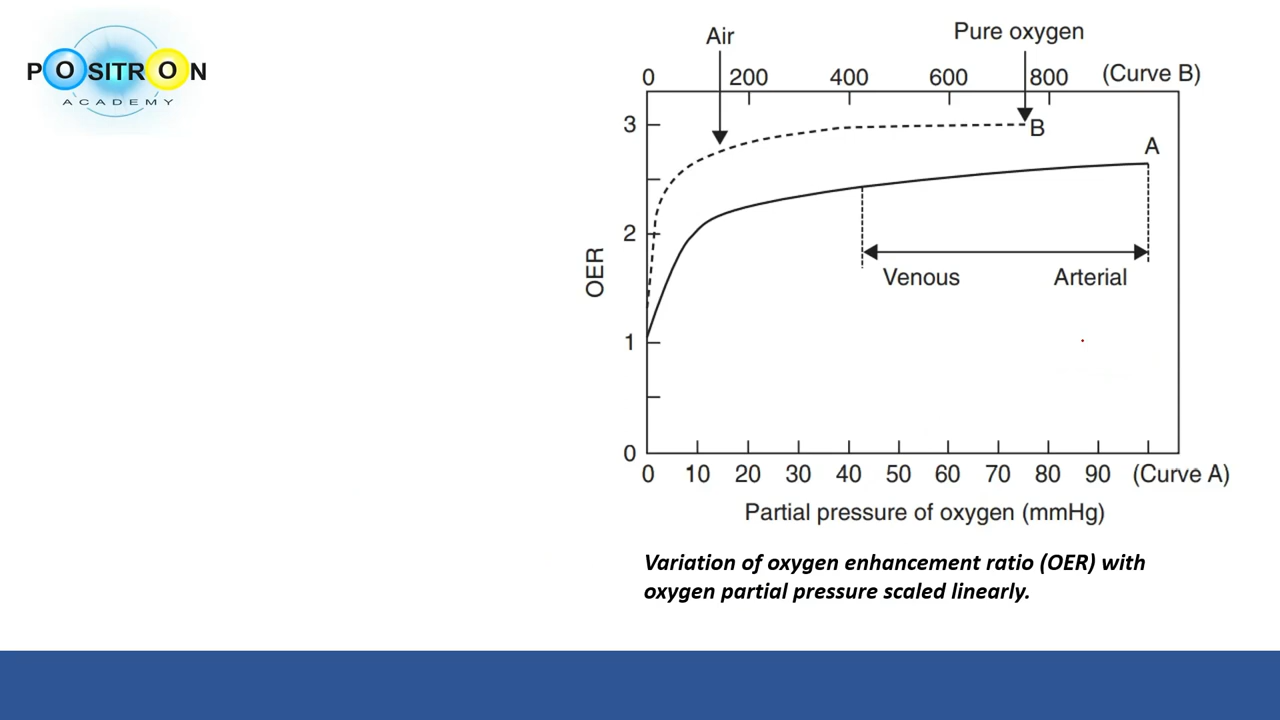 POSITRON
ACADEMY
Air
Pure oxygen
0 200 400 600 800 (Curve B)
3
B
A
2
OER
Venous Arterial
1
0
0 10 20 30 40 50 60 70 80 90 (Curve A)
Partial pressure of oxygen (mmHg)
Variation of oxygen enhancement ratio (OER) with
oxygen partial pressure scaled linearly.